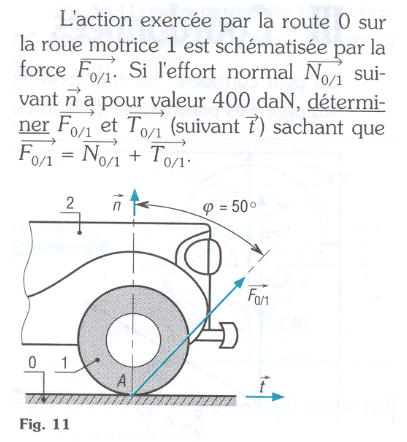 L'action exercée par la route 0 sur
la roue motrice 1 est schématisée par la
force F0/1. Si l'effort normal N0/1 sui-
vant n a pour valeur 400 daN, détermi-
ner F0/1 et T0/1 (suivant t) sachant que
F0/1 = N0/1 + T0/1.
2
n
φ = 50°
F0/1
0
1
A
t
Fig. 11